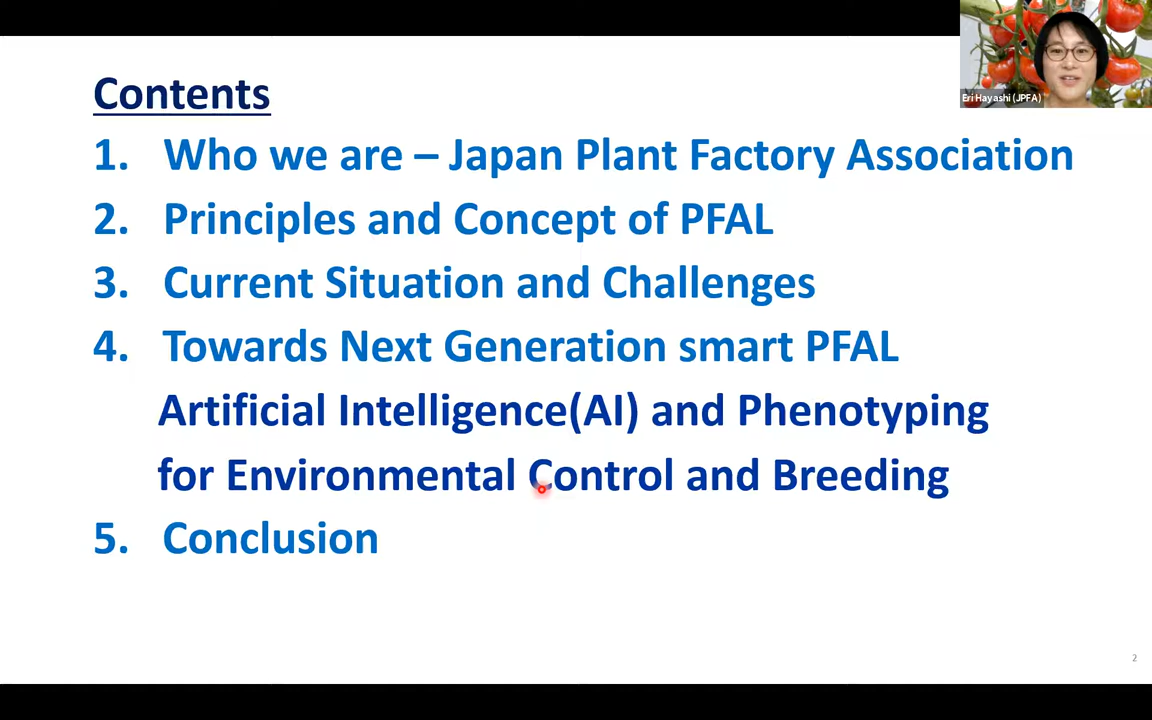 Eri Hayashi (JPFA)
Contents
1. Who we are – Japan Plant Factory Association
2. Principles and Concept of PFAL
3. Current Situation and Challenges
4. Towards Next Generation smart PFAL
Artificial Intelligence(AI) and Phenotyping
for Environmental Control and Breeding
5. Conclusion
2